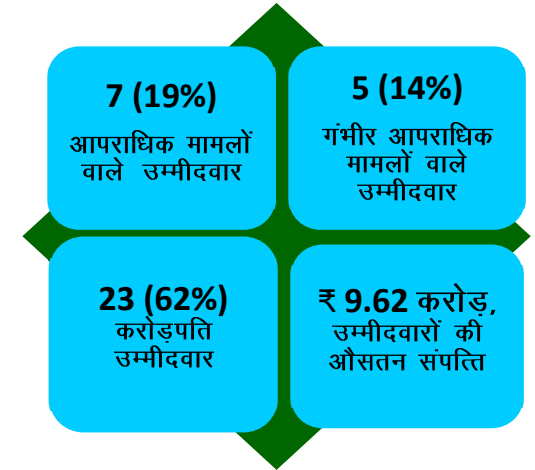 7 (19%)
आपराधिक मामलों
वाले उम्मीदवार
5 (14%)
गंभीर आपराधिक
मामलों वाले
उम्मीदवार
23 (62%)
करोड़पति
उम्मीदवार
₹ 9.62 करोड़,
उम्मीदवारों की
औसतन संपत्ति